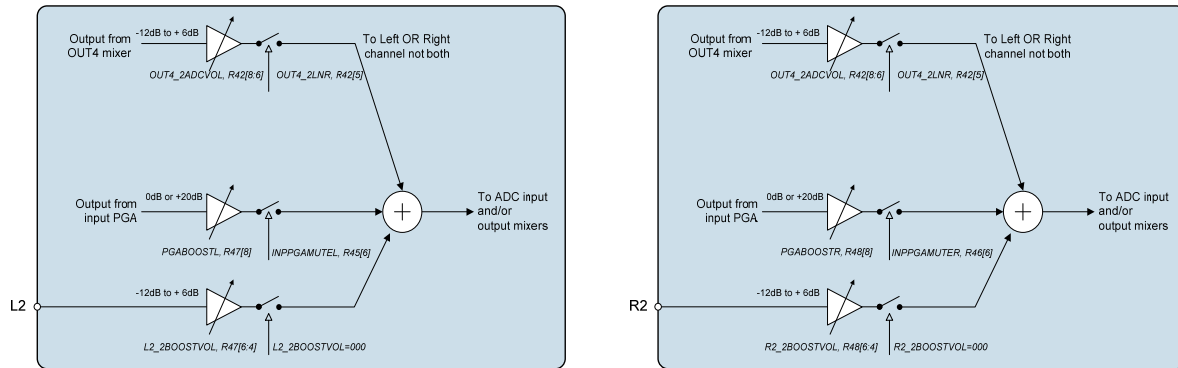 Output from
OUT4 mixer
-12dB to + 6dB
To Left OR Right
channel not both
OUT4_2ADCVOL, R42[8:6]
OUT4_2LNR, R42[5]
Output from
input PGA
0dB or +20dB
+
To ADC input
and/or
output mixers
PGABOOSTL, R47[8]
INPPGAMUTEL, R45[6]
L2
-12dB to + 6dB
L2_2BOOSTVOL, R47[6:4]
L2_2BOOSTVOL=000
Output from
OUT4 mixer
-12dB to + 6dB
To Left OR Right
channel not both
OUT4_2ADCVOL, R42[8:6]
OUT4_2LNR, R42[5]
Output from
input PGA
0dB or +20dB
+
To ADC input
and/or
output mixers
PGABOOSTR, R48[8]
INPPGAMUTER, R46[6]
R2
-12dB to + 6dB
R2_2BOOSTVOL, R48[6:4]
R2_2BOOSTVOL=000